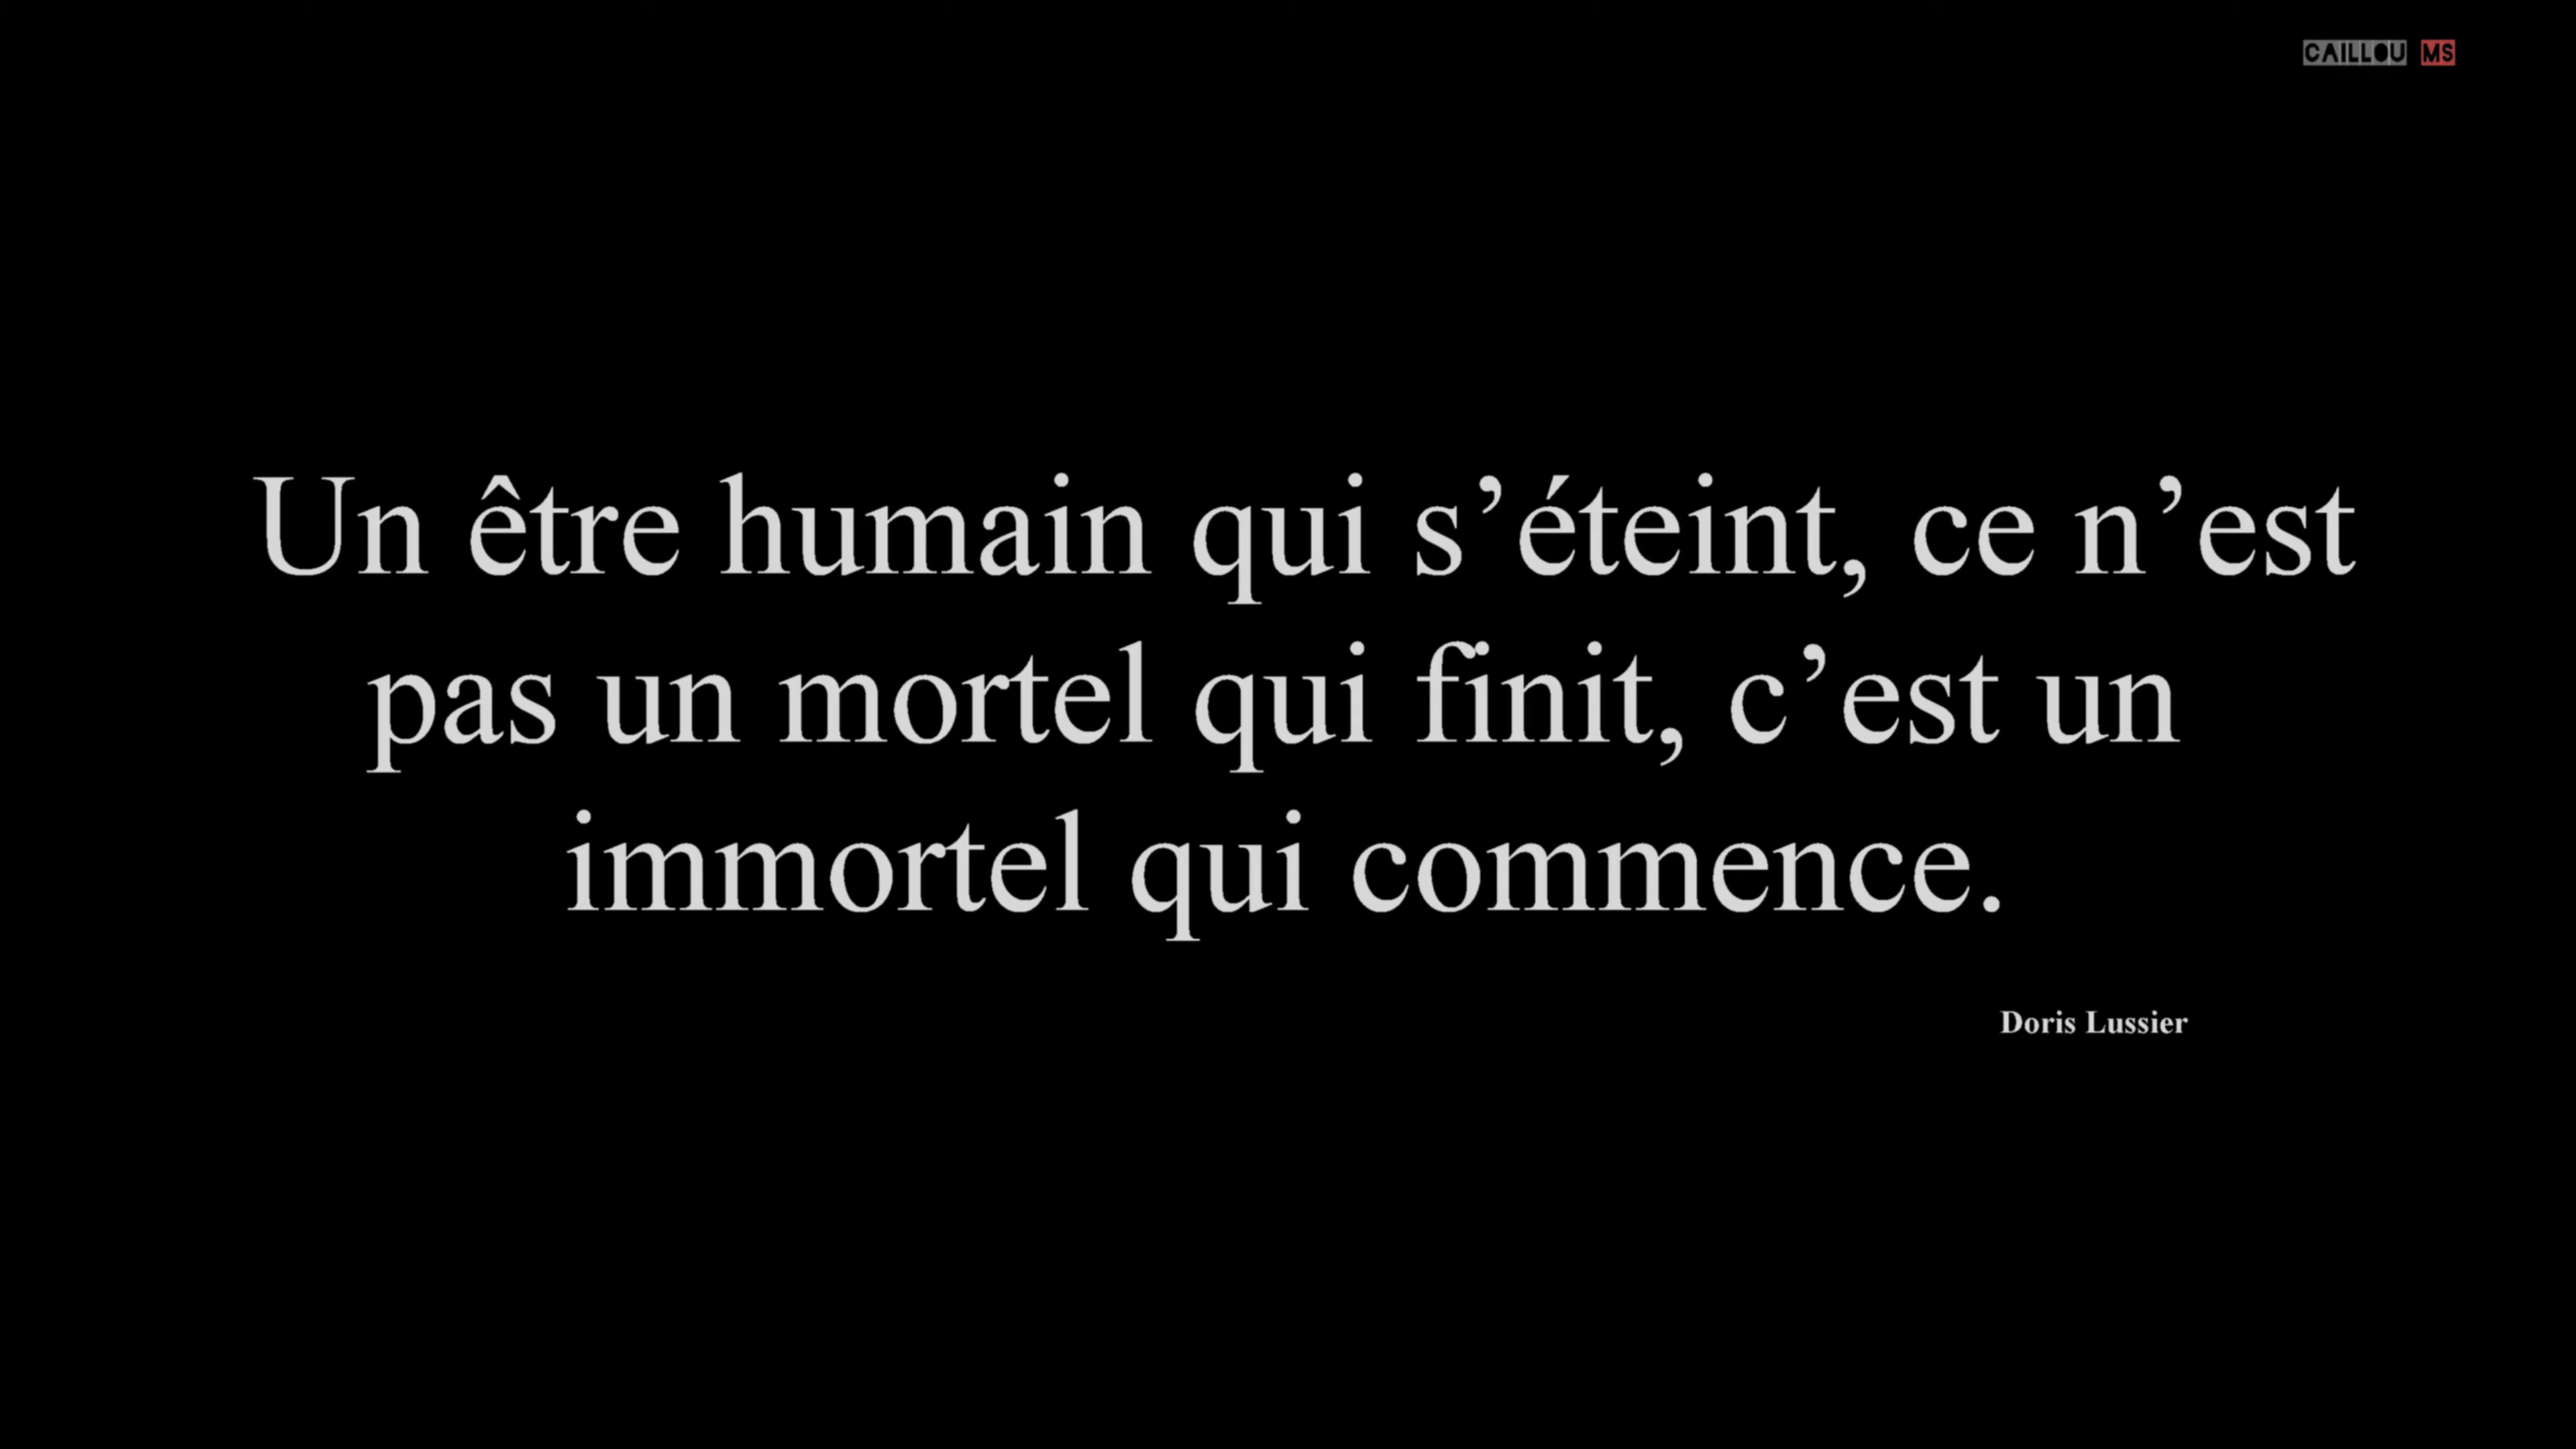 CAILLOU MS
Un être humain qui s’éteint, ce n’est
pas un mortel qui finit, c’est un
immortel qui commence.
Doris Lussier